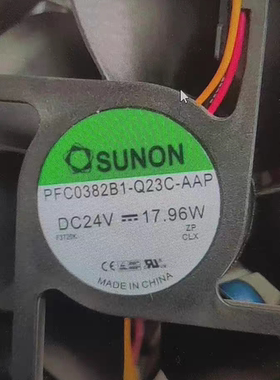 SUNON
PFC0382B1-Q23C-AAP
DC24V ⎓ 17.96W
ZP
CLX
MADE IN CHINA